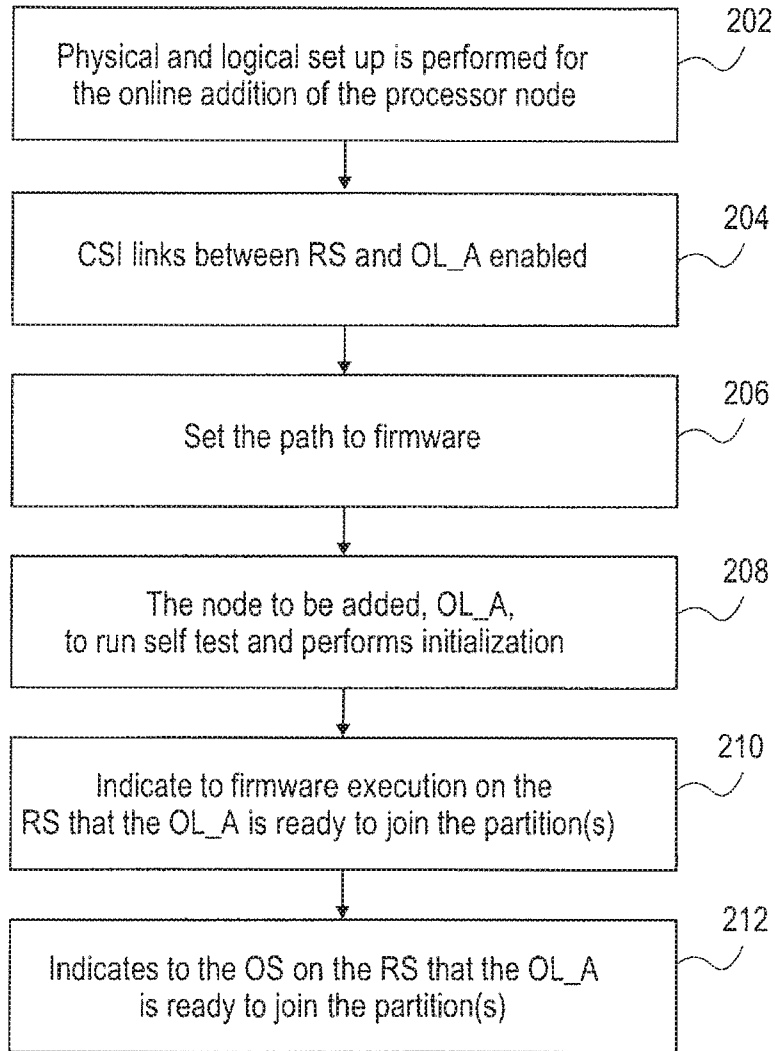 202
Physical and logical set up is performed for
the online addition of the processor node
204
CSI links between RS and OL_A enabled
206
Set the path to firmware
208
The node to be added, OL_A,
to run self test and performs initialization
210
Indicate to firmware execution on the
RS that the OL_A is ready to join the partition(s)
212
Indicates to the OS on the RS that the OL_A
is ready to join the partition(s)